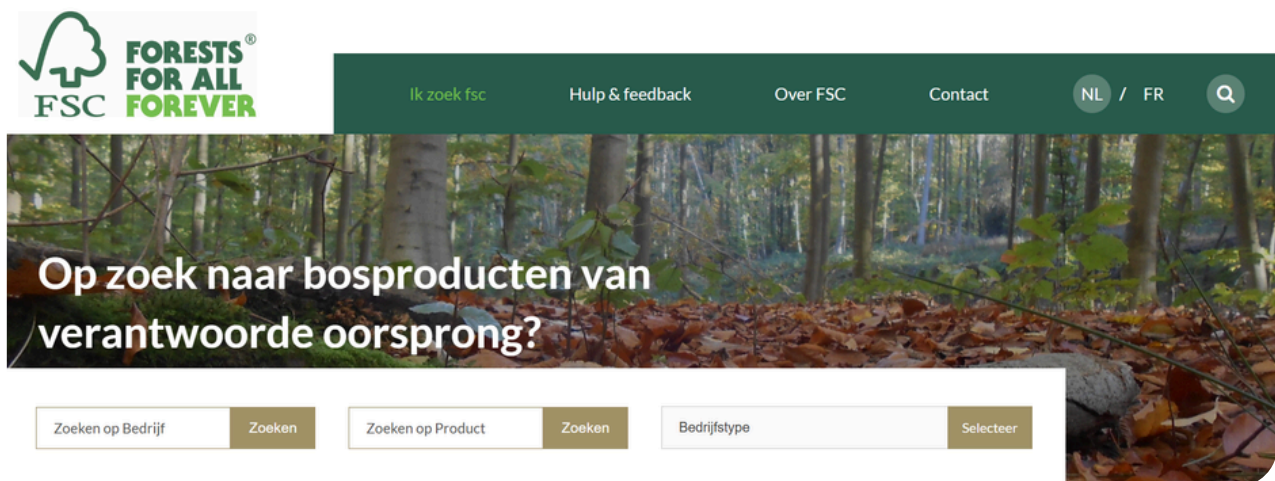 FORESTS®
FOR ALL
FOREVER
FSC
Ik zoek fsc
Hulp & feedback
Over FSC
Contact
NL / FR
Op zoek naar bosproducten van
verantwoorde oorsprong?
Zoeken op Bedrijf
Zoeken
Zoeken op Product
Zoeken
Bedrijfstype
Selecteer